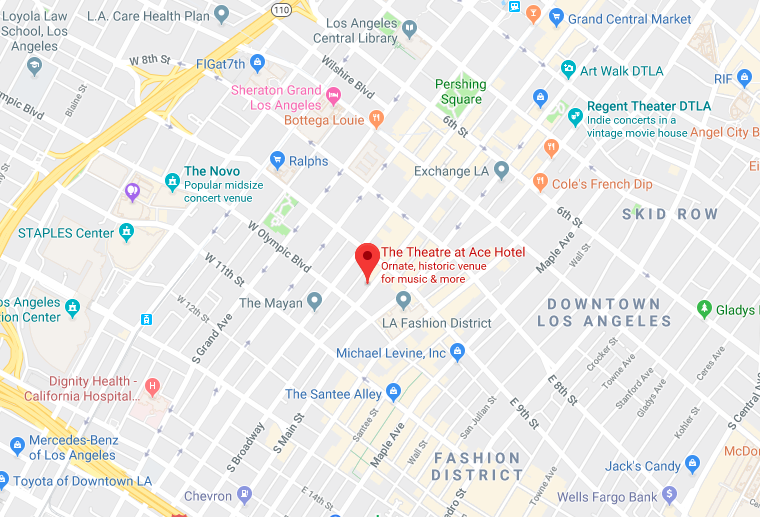 Loyola Law
School, Los
Angeles
L.A. Care Health Plan
110
Los Angeles
Central Library
Grand Central Market
W 8th St
FIGat7th
Wilshire Blvd
Art Walk DTLA
Pershing
Square
RIF
Sheraton Grand
Los Angeles
Blaine St
Olympic Blvd
Bottega Louie
6th St
Regent Theater DTLA
Indie concerts in a
vintage movie house
Angel City B
Ralphs
Exchange LA
The Novo
Popular midsize
concert venue
Cole's French Dip
6th St
SKID ROW
STAPLES Center
W Olympic Blvd
The Theatre at Ace Hotel
Ornate, historic venue
for music & more
Maple Ave
Wall St
W 11th St
W 12th St
The Mayan
os Angeles
tion Center
DOWNTOWN
LOS ANGELES
Gladys
LA Fashion District
S Grand Ave
Michael Levine, Inc
Crocker St
Towne Ave
Stanford Ave
Gladys Ave
Ceres Ave
Kohler St
S Central Av
E 8th St
Dignity Health -
California Hospital...
The Santee Alley
E 9th St
San Julian St
Santee St
Maple Ave
Wall St
S Broadway
S Main St
Mercedes-Benz
of Los Angeles
FASHION
DISTRICT
McDo
Jack's Candy
Toyota of Downtown LA
Towne Ave
Chevron
E 14th St
Wells Fargo Bank